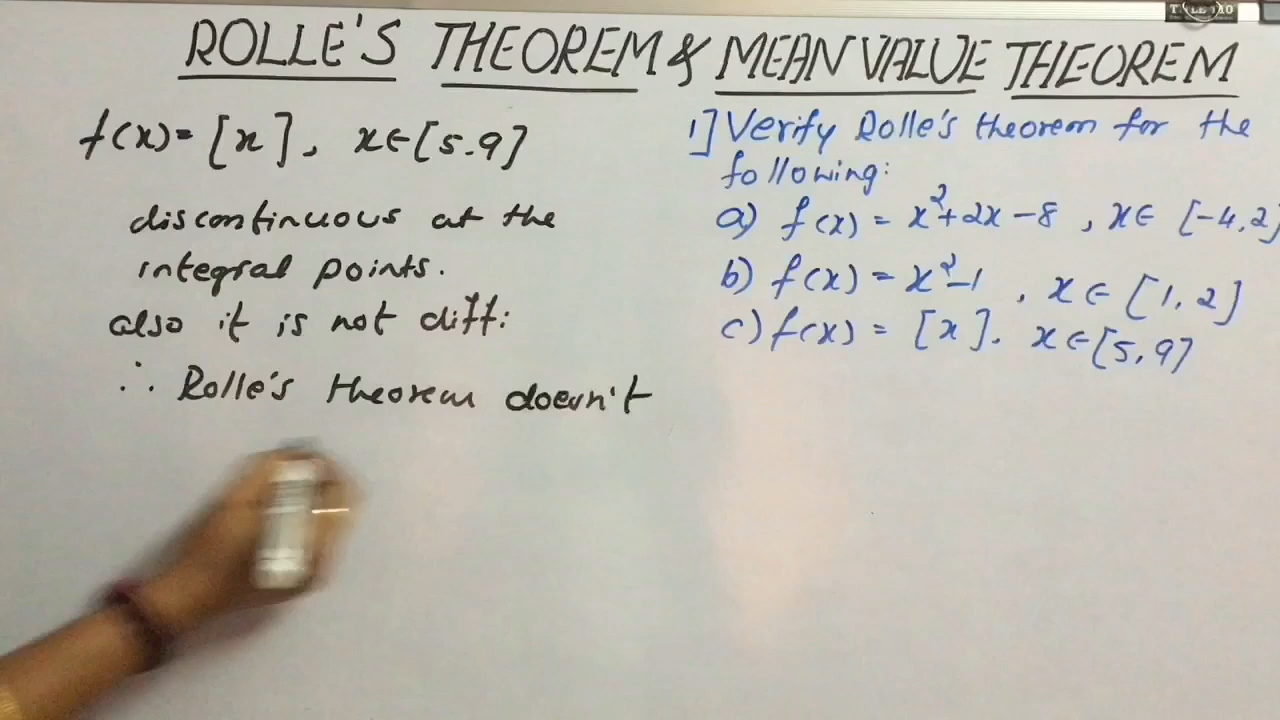 ROLLE'S THEOREM & MEAN VALUE THEOREM
f(x) = [x], x∈[5,9]
discontinuous at the
integral points.
also it is not diff:
∴ Rolle's theorem doesn't
1] Verify Rolle's theorem for the
following:
a) f(x) = x²+2x-8 , x∈ [-4,2]
b) f(x) = x²-1 , x∈ [1,2]
c) f(x) = [x]. x∈[5,9]